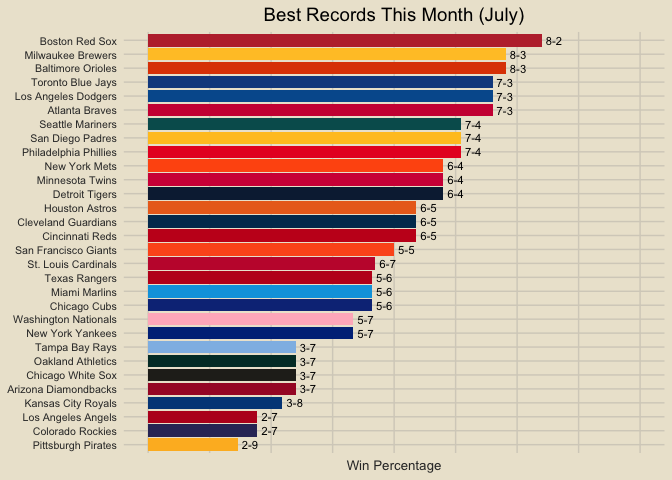 Best Records This Month (July)
Boston Red Sox 8-2
Milwaukee Brewers 8-3
Baltimore Orioles 8-3
Toronto Blue Jays 7-3
Los Angeles Dodgers 7-3
Atlanta Braves 7-3
Seattle Mariners 7-4
San Diego Padres 7-4
Philadelphia Phillies 7-4
New York Mets 6-4
Minnesota Twins 6-4
Detroit Tigers 6-4
Houston Astros 6-5
Cleveland Guardians 6-5
Cincinnati Reds 6-5
San Francisco Giants 5-5
St. Louis Cardinals 6-7
Texas Rangers 5-6
Miami Marlins 5-6
Chicago Cubs 5-6
Washington Nationals 5-7
New York Yankees 5-7
Tampa Bay Rays 3-7
Oakland Athletics 3-7
Chicago White Sox 3-7
Arizona Diamondbacks 3-7
Kansas City Royals 3-8
Los Angeles Angels 2-7
Colorado Rockies 2-7
Pittsburgh Pirates 2-9
Win Percentage